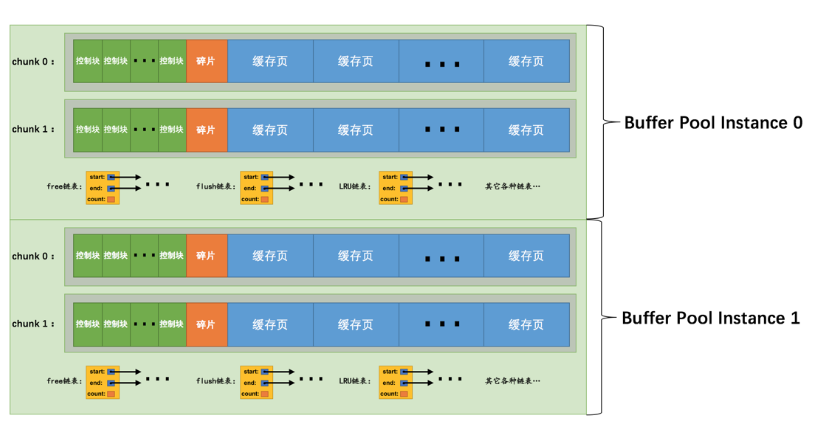 chunk 0：
控制块 控制块 ▪ ▪ ▪ 控制块 碎片 缓存页 缓存页 ▪ ▪ ▪ 缓存页
chunk 1：
控制块 控制块 ▪ ▪ ▪ 控制块 碎片 缓存页 缓存页 ▪ ▪ ▪ 缓存页
Buffer Pool Instance 0
free链表：
start:
end:
count:
▪ ▪ ▪
flush链表：
start:
end:
count:
▪ ▪ ▪
LRU链表：
start:
end:
count:
▪ ▪ ▪
其它各种链表…
chunk 0：
控制块 控制块 ▪ ▪ ▪ 控制块 碎片 缓存页 缓存页 ▪ ▪ ▪ 缓存页
chunk 1：
控制块 控制块 ▪ ▪ ▪ 控制块 碎片 缓存页 缓存页 ▪ ▪ ▪ 缓存页
Buffer Pool Instance 1
free链表：
start:
end:
count:
▪ ▪ ▪
flush链表：
start:
end:
count:
▪ ▪ ▪
LRU链表：
start:
end:
count:
▪ ▪ ▪
其它各种链表…